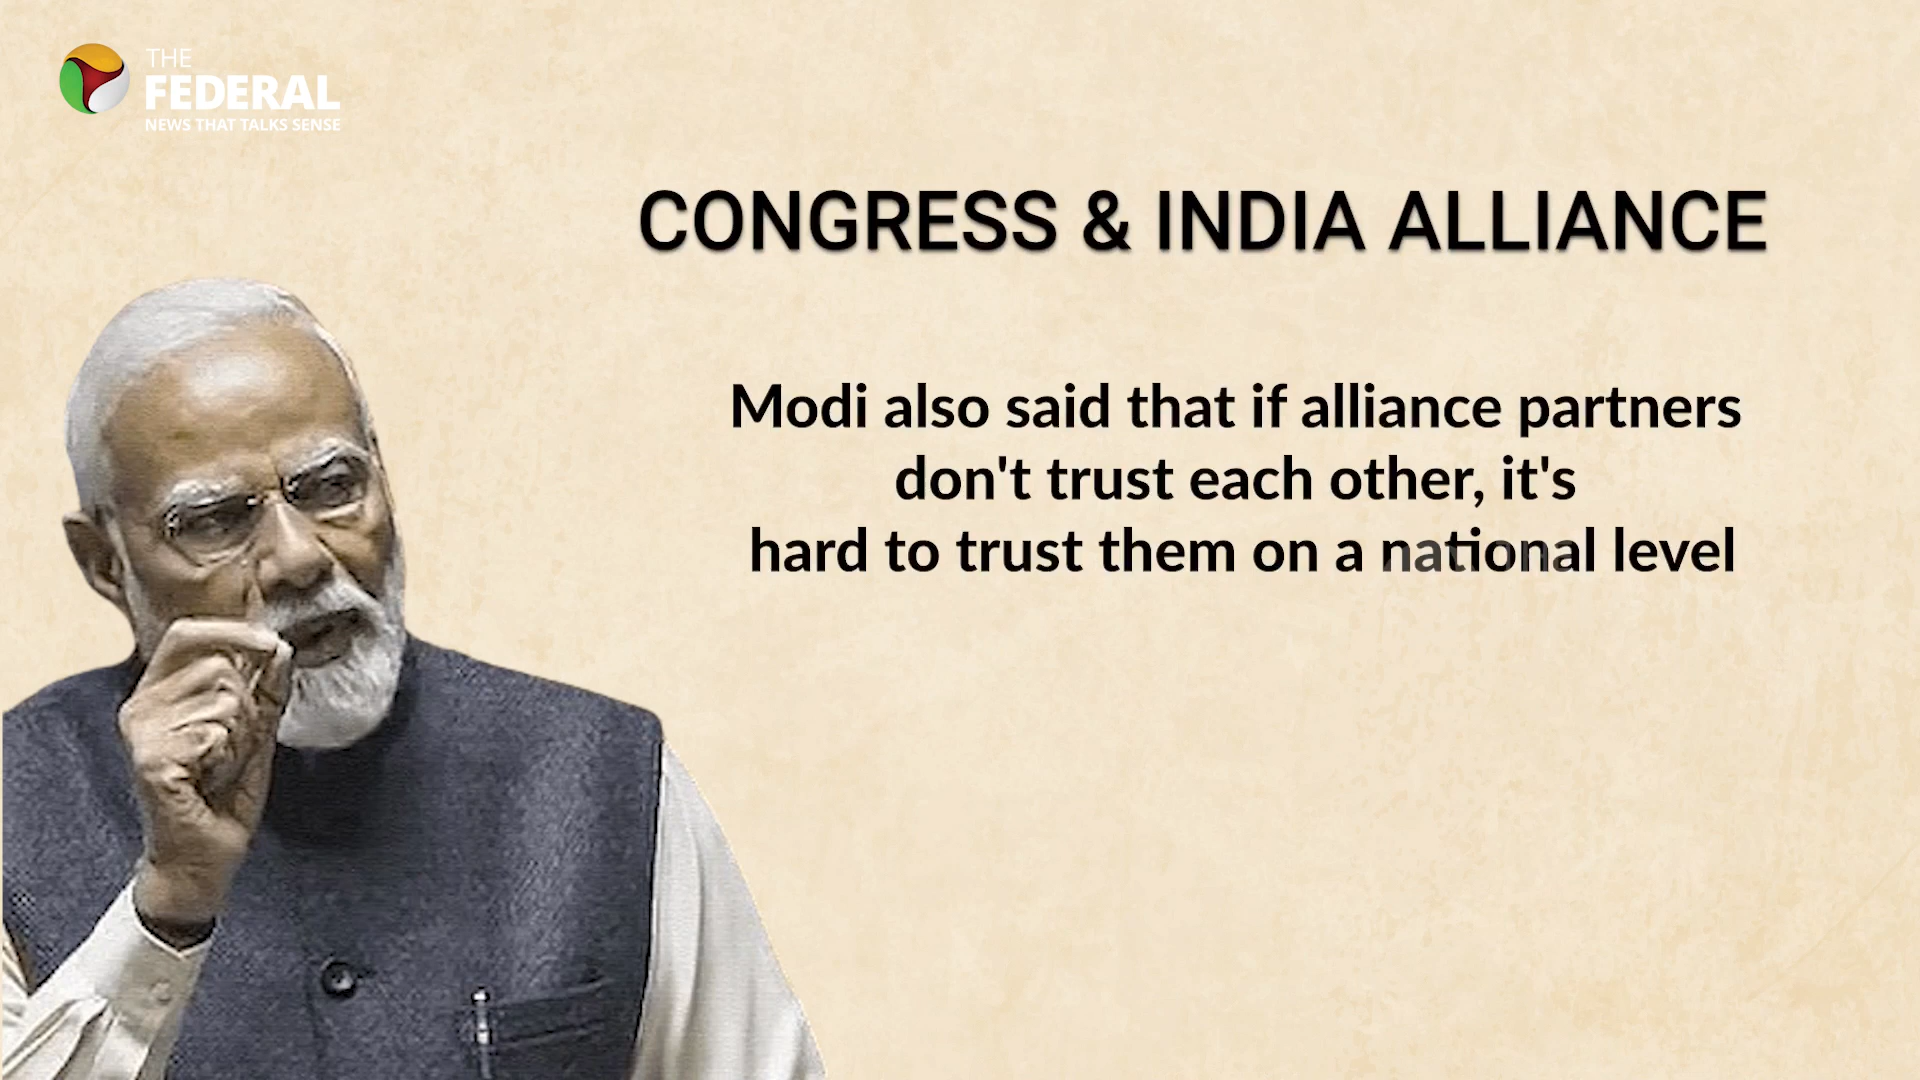 THE
FEDERAL
NEWS THAT TALKS SENSE
CONGRESS & INDIA ALLIANCE
Modi also said that if alliance partners
don't trust each other, it's
hard to trust them on a national level